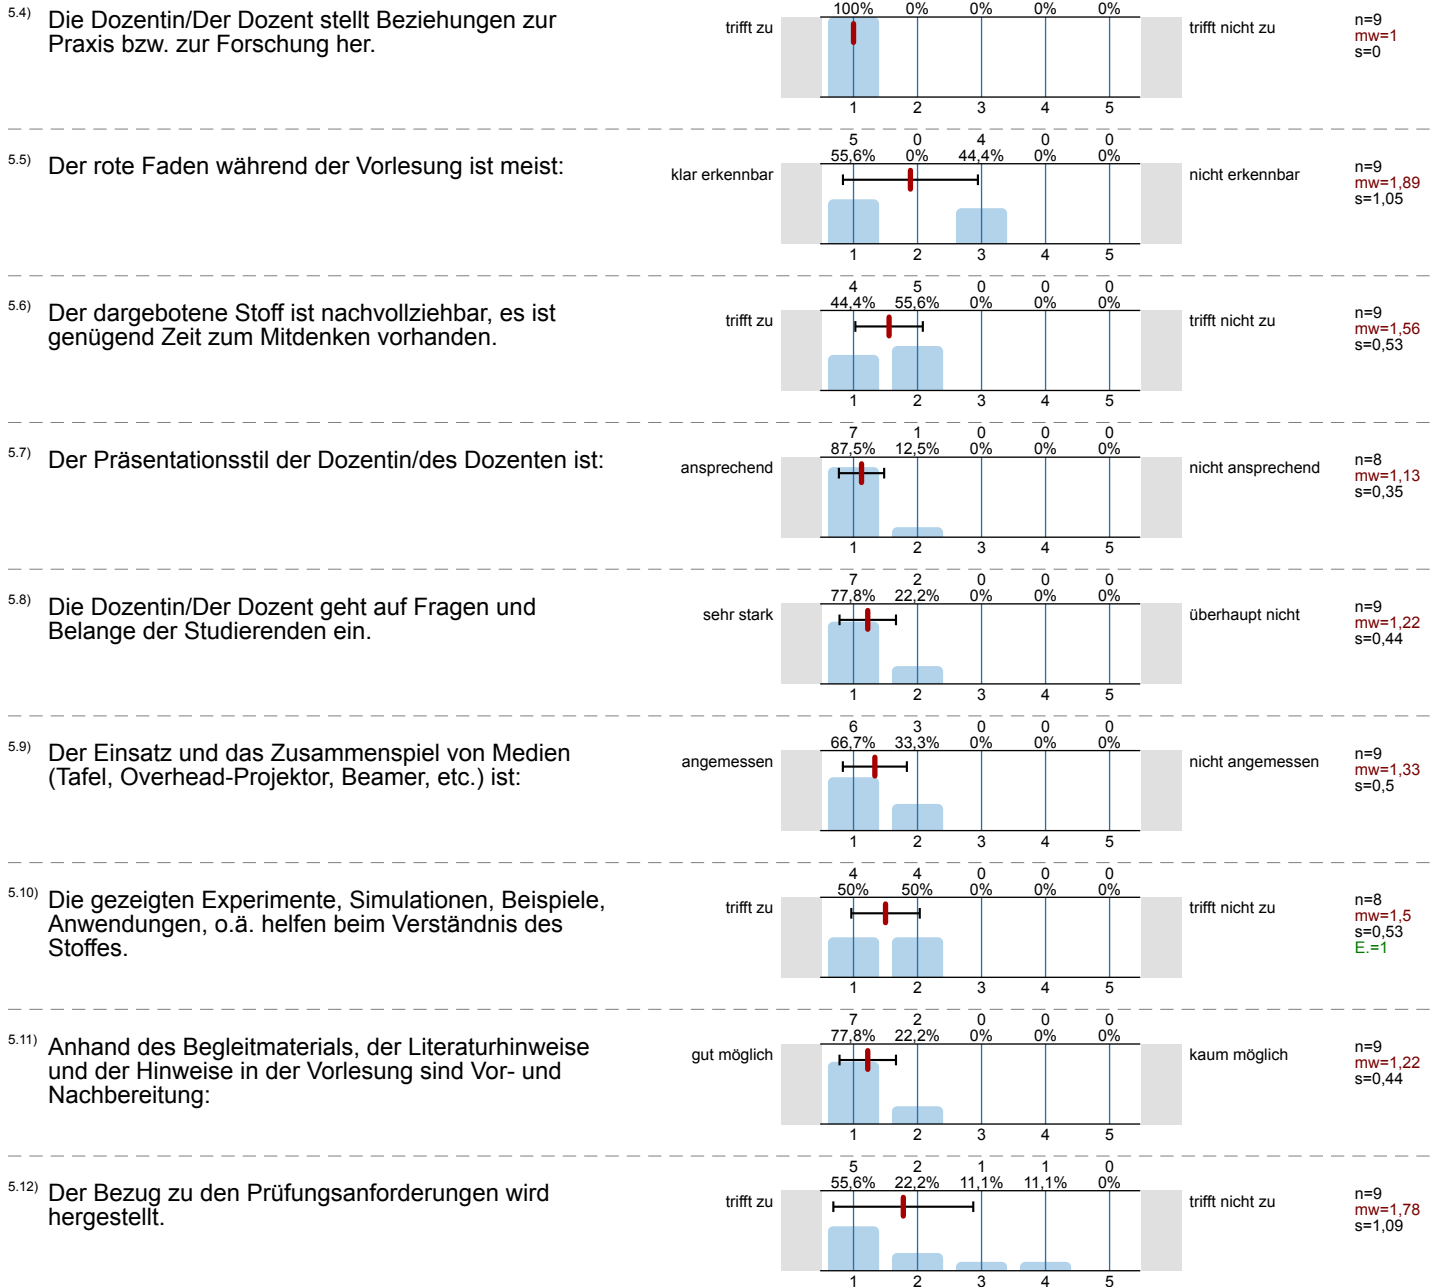 5.4) Die Dozentin/Der Dozent stellt Beziehungen zur
Praxis bzw. zur Forschung her.
100% 0% 0% 0% 0%
trifft zu
trifft nicht zu
1 2 3 4 5
n=9
mw=1
s=0
5.5) Der rote Faden während der Vorlesung ist meist:
5 0 4 0 0
55,6% 0% 44,4% 0% 0%
klar erkennbar
nicht erkennbar
1 2 3 4 5
n=9
mw=1,89
s=1,05
5.6) Der dargebotene Stoff ist nachvollziehbar, es ist
genügend Zeit zum Mitdenken vorhanden.
4 5 0 0 0
44,4% 55,6% 0% 0% 0%
trifft zu
trifft nicht zu
1 2 3 4 5
n=9
mw=1,56
s=0,53
5.7) Der Präsentationsstil der Dozentin/des Dozenten ist:
7 1 0 0 0
87,5% 12,5% 0% 0% 0%
ansprechend
nicht ansprechend
1 2 3 4 5
n=8
mw=1,13
s=0,35
5.8) Die Dozentin/Der Dozent geht auf Fragen und
Belange der Studierenden ein.
7 2 0 0 0
77,8% 22,2% 0% 0% 0%
sehr stark
überhaupt nicht
1 2 3 4 5
n=9
mw=1,22
s=0,44
5.9) Der Einsatz und das Zusammenspiel von Medien
(Tafel, Overhead-Projektor, Beamer, etc.) ist:
6 3 0 0 0
66,7% 33,3% 0% 0% 0%
angemessen
nicht angemessen
1 2 3 4 5
n=9
mw=1,33
s=0,5
5.10) Die gezeigten Experimente, Simulationen, Beispiele,
Anwendungen, o.ä. helfen beim Verständnis des
Stoffes.
4 4 0 0 0
50% 50% 0% 0% 0%
trifft zu
trifft nicht zu
1 2 3 4 5
n=8
mw=1,5
s=0,53
E.=1
5.11) Anhand des Begleitmaterials, der Literaturhinweise
und der Hinweise in der Vorlesung sind Vor- und
Nachbereitung:
7 2 0 0 0
77,8% 22,2% 0% 0% 0%
gut möglich
kaum möglich
1 2 3 4 5
n=9
mw=1,22
s=0,44
5.12) Der Bezug zu den Prüfungsanforderungen wird
hergestellt.
5 2 1 1 0
55,6% 22,2% 11,1% 11,1% 0%
trifft zu
trifft nicht zu
1 2 3 4 5
n=9
mw=1,78
s=1,09